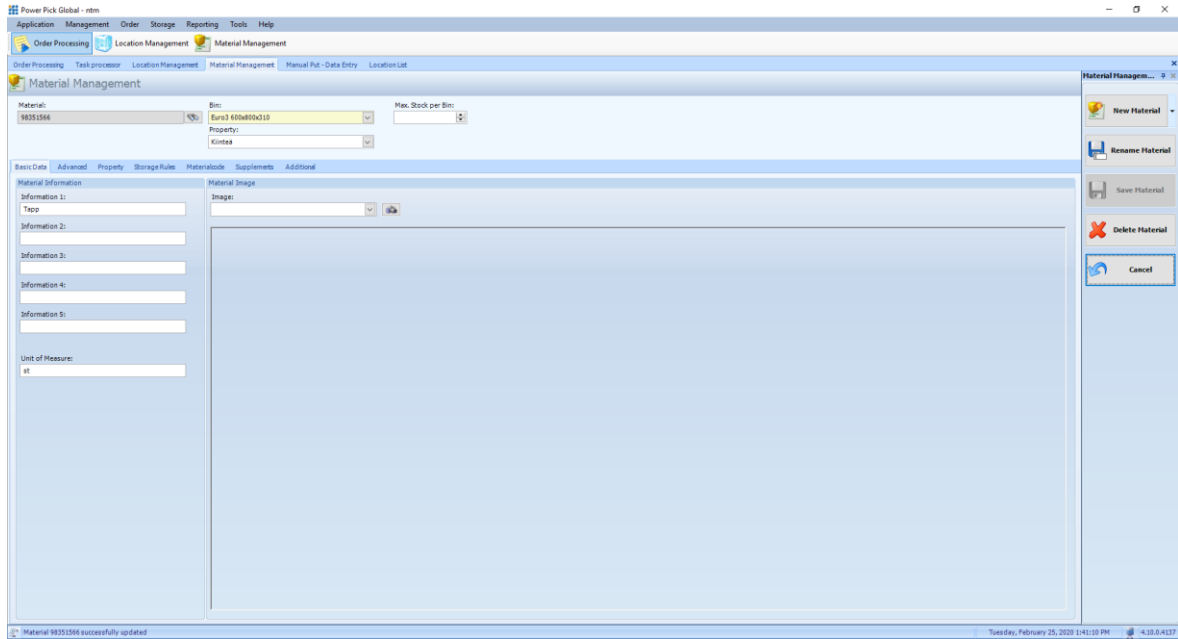 Power Pick Global - ntm
Application Management Order Storage Reporting Tools Help
Order Processing Location Management Material Management
Order Processing Task processor Location Management Material Management Manual Put - Data Entry Location List
Material Managem...
Material Management
Material: Bin: Max. Stock per Bin:
98351566 Euro3 600x800x310
Property:
Kiinteä
New Material
Rename Material
Save Material
Delete Material
Cancel
Basic Data Advanced Property Storage Rules Materialcode Supplements Additional
Material Information Material Image
Information 1: Image:
Tapp
Information 2:
Information 3:
Information 4:
Information 5:
Unit of Measure:
st
Material 98351566 successfully updated Tuesday, February 25, 2020 1:41:10 PM 4.10.0.4137